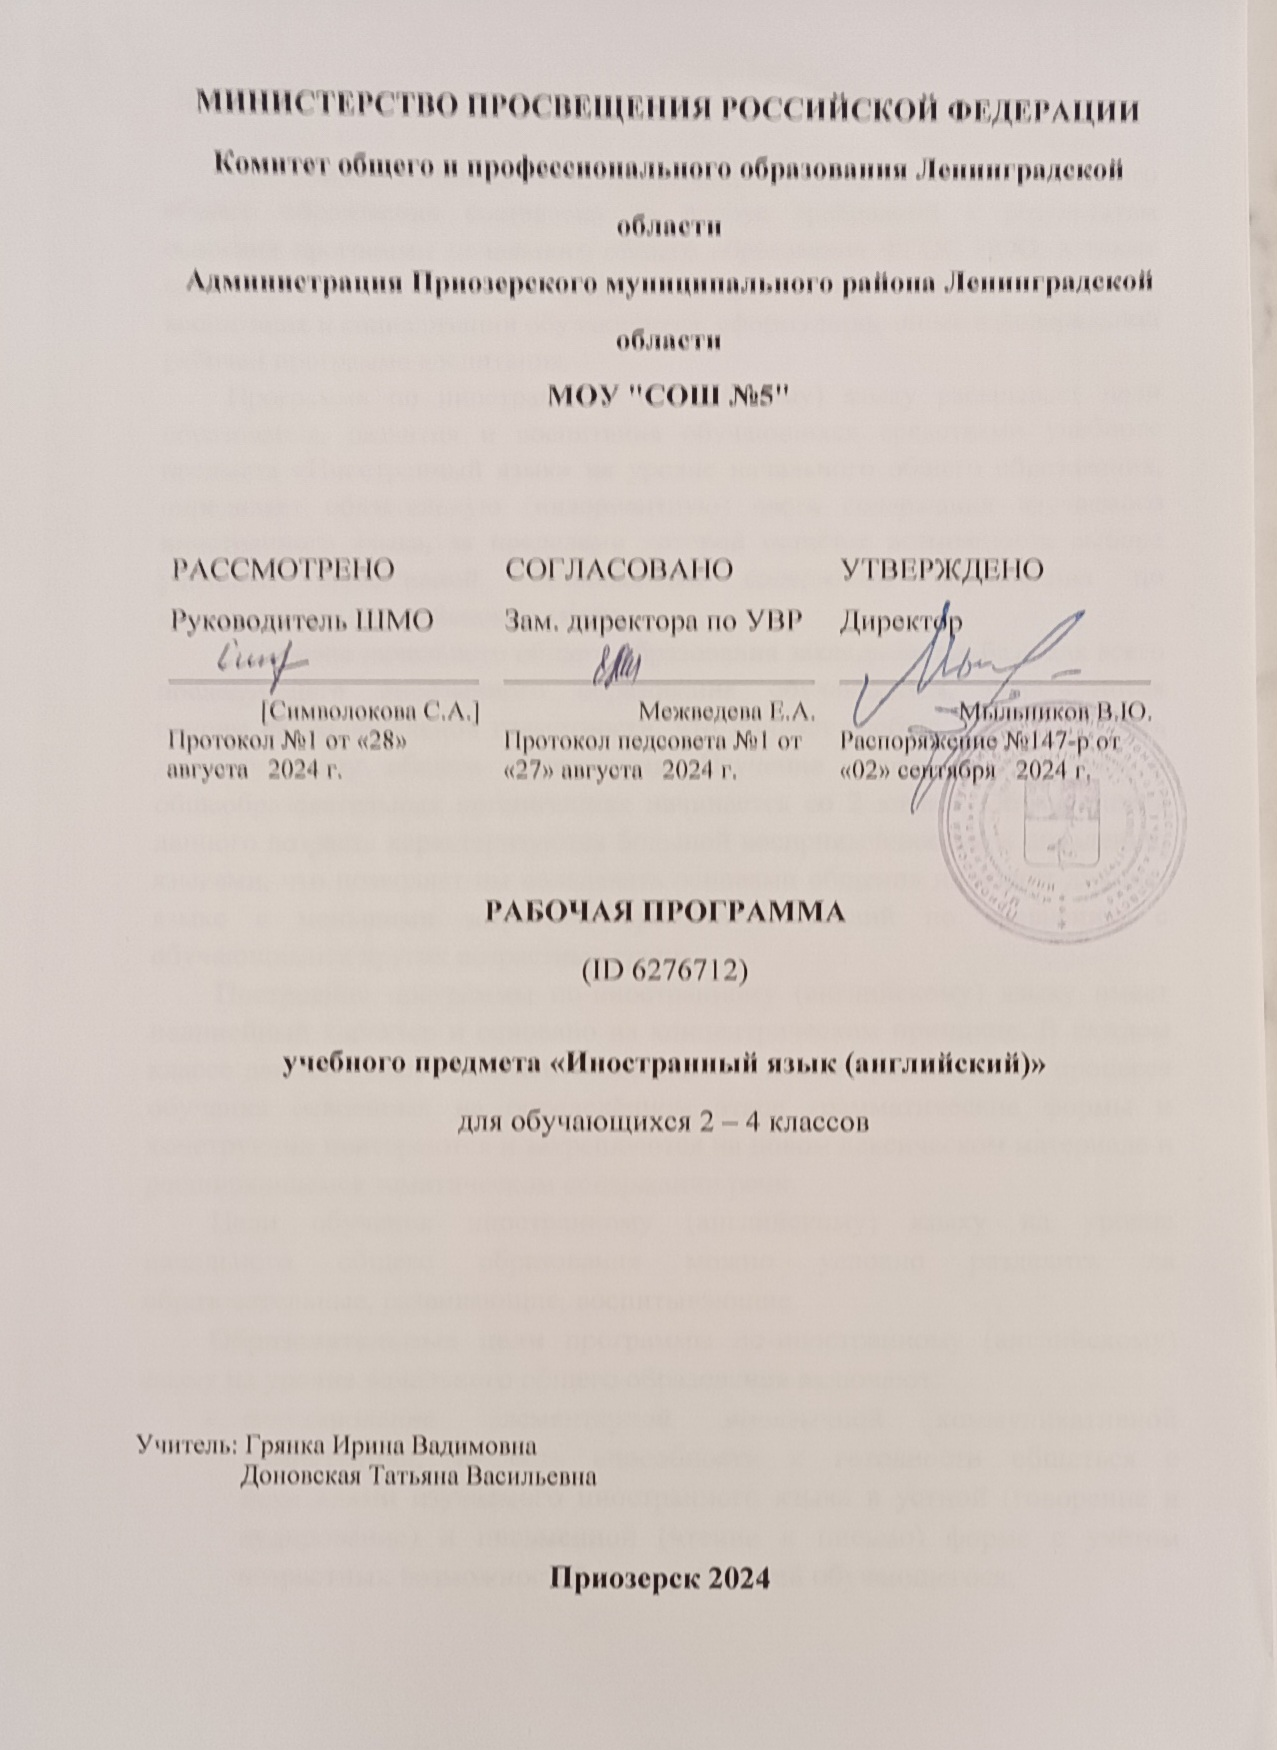 МИНИСТЕРСТВО ПРОСВЕЩЕНИЯ РОССИЙСКОЙ ФЕДЕРАЦИИ
Комитет общего и профессионального образования Ленинградской
области
Администрация Приозерского муниципального района Ленинградской
области
МОУ "СОШ №5"
РАССМОТРЕНО СОГЛАСОВАНО УТВЕРЖДЕНО
Руководитель ШМО Зам. директора по УВР Директор
[Символокова С.А.] Межведева Е.А. Мыльников В.Ю.
Протокол №1 от «28» Протокол педсовета №1 от Распоряжение №147-р от
августа 2024 г. «27» августа 2024 г. «02» сентября 2024 г.
РАБОЧАЯ ПРОГРАММА
(ID 6276712)
учебного предмета «Иностранный язык (английский)»
для обучающихся 2 – 4 классов
Учитель: Грянка Ирина Вадимовна
Доновская Татьяна Васильевна
Приозерск 2024